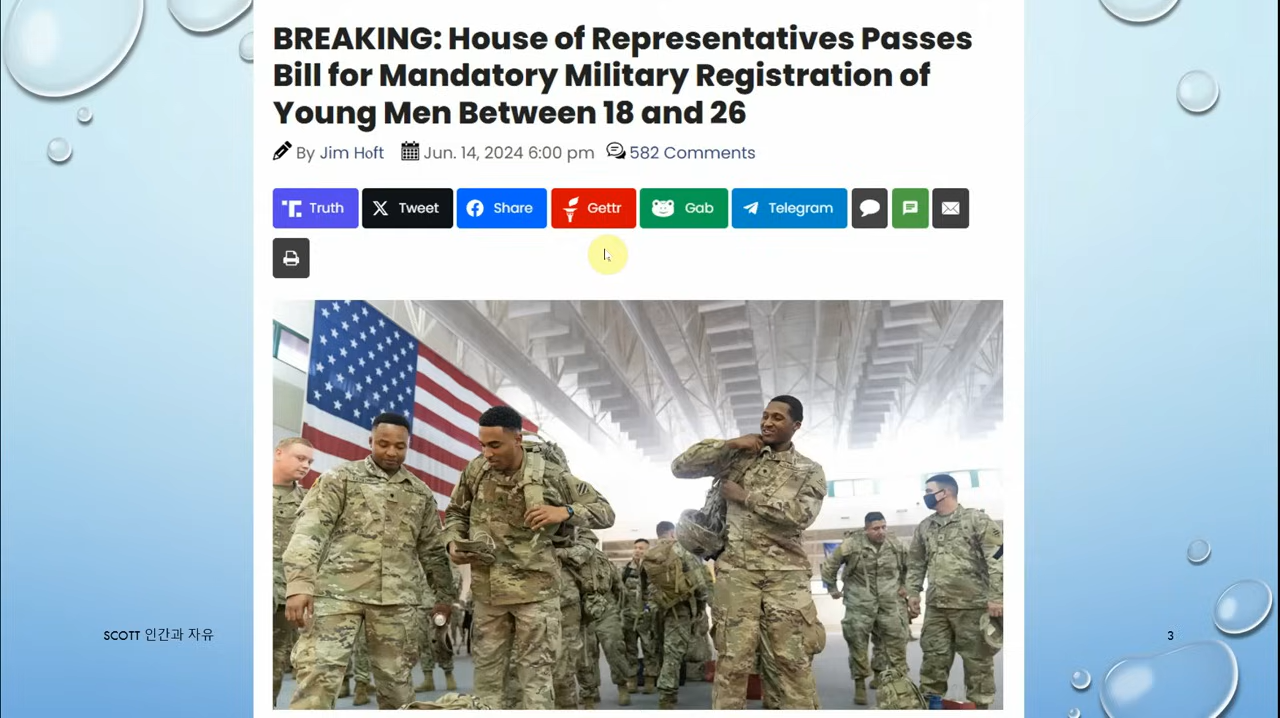 BREAKING: House of Representatives Passes
Bill for Mandatory Military Registration of
Young Men Between 18 and 26
By Jim Hoft Jun. 14, 2024 6:00 pm 582 Comments
Truth Tweet Share Gettr Gab Telegram
SCOTT 인간과 자유
3